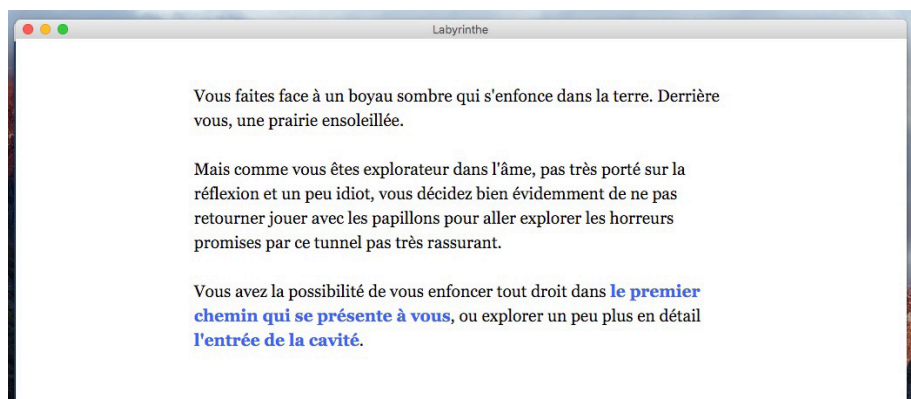 Labyrinthe
Vous faites face à un boyau sombre qui s'enfonce dans la terre. Derrière
vous, une prairie ensoleillée.
Mais comme vous êtes explorateur dans l'âme, pas très porté sur la
réflexion et un peu idiot, vous décidez bien évidemment de ne pas
retourner jouer avec les papillons pour aller explorer les horreurs
promises par ce tunnel pas très rassurant.
Vous avez la possibilité de vous enfoncer tout droit dans le premier
chemin qui se présente à vous, ou explorer un peu plus en détail
l'entrée de la cavité.